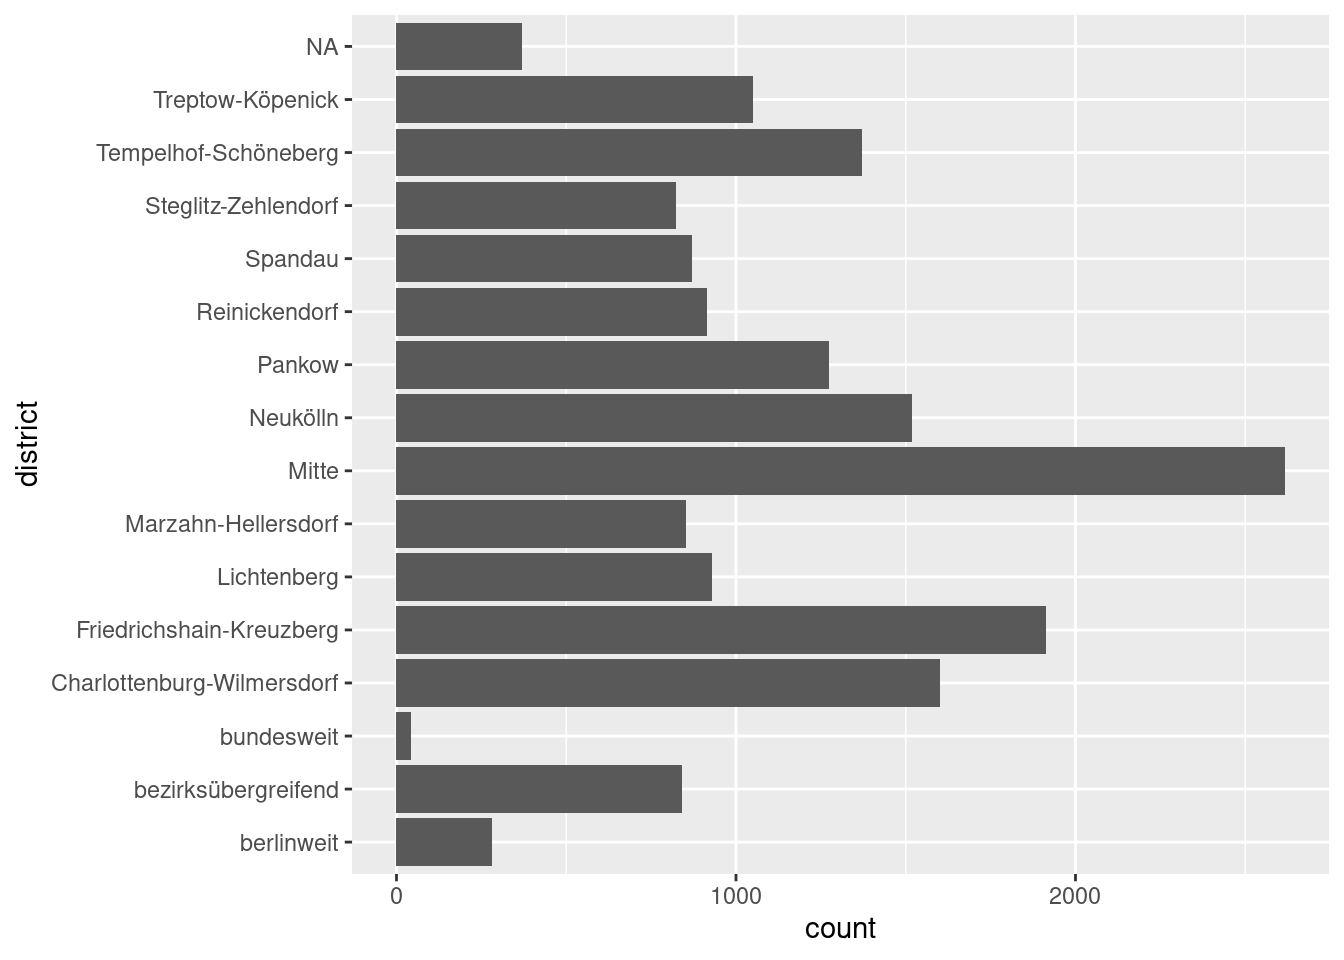 NA
Treptow-Köpenick
Tempelhof-Schöneberg
Steglitz-Zehlendorf
Spandau
Reinickendorf
Pankow
Neukölln
Mitte
Marzahn-Hellersdorf
Lichtenberg
Friedrichshain-Kreuzberg
Charlottenburg-Wilmersdorf
bundesweit
bezirksübergreifend
berlinweit
district
0 1000 2000
count